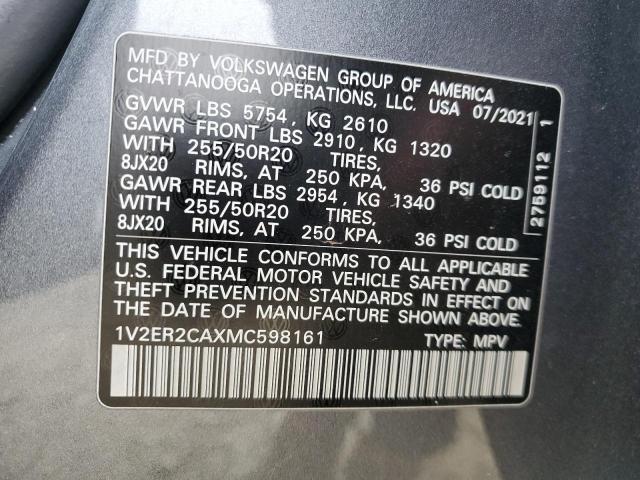 MFD BY VOLKSWAGEN GROUP OF AMERICA
CHATTANOOGA OPERATIONS, LLC. USA 07/2021
GVWR LBS 5754, KG 2610
GAWR FRONT LBS 2910, KG 1320
WITH 255/50R20 TIRES,
8JX20 RIMS, AT 250 KPA, 36 PSI COLD
GAWR REAR LBS 2954, KG 1340
WITH 255/50R20 TIRES,
8JX20 RIMS, AT 250 KPA, 36 PSI COLD
THIS VEHICLE CONFORMS TO ALL APPLICABLE
U.S. FEDERAL MOTOR VEHICLE SAFETY AND
THEFT PREVENTION STANDARDS IN EFFECT ON
DATE OF MANUFACTURE SHOWN ABOVE.
1V2ER2CAXMC598161 TYPE: MPV
2759112 1